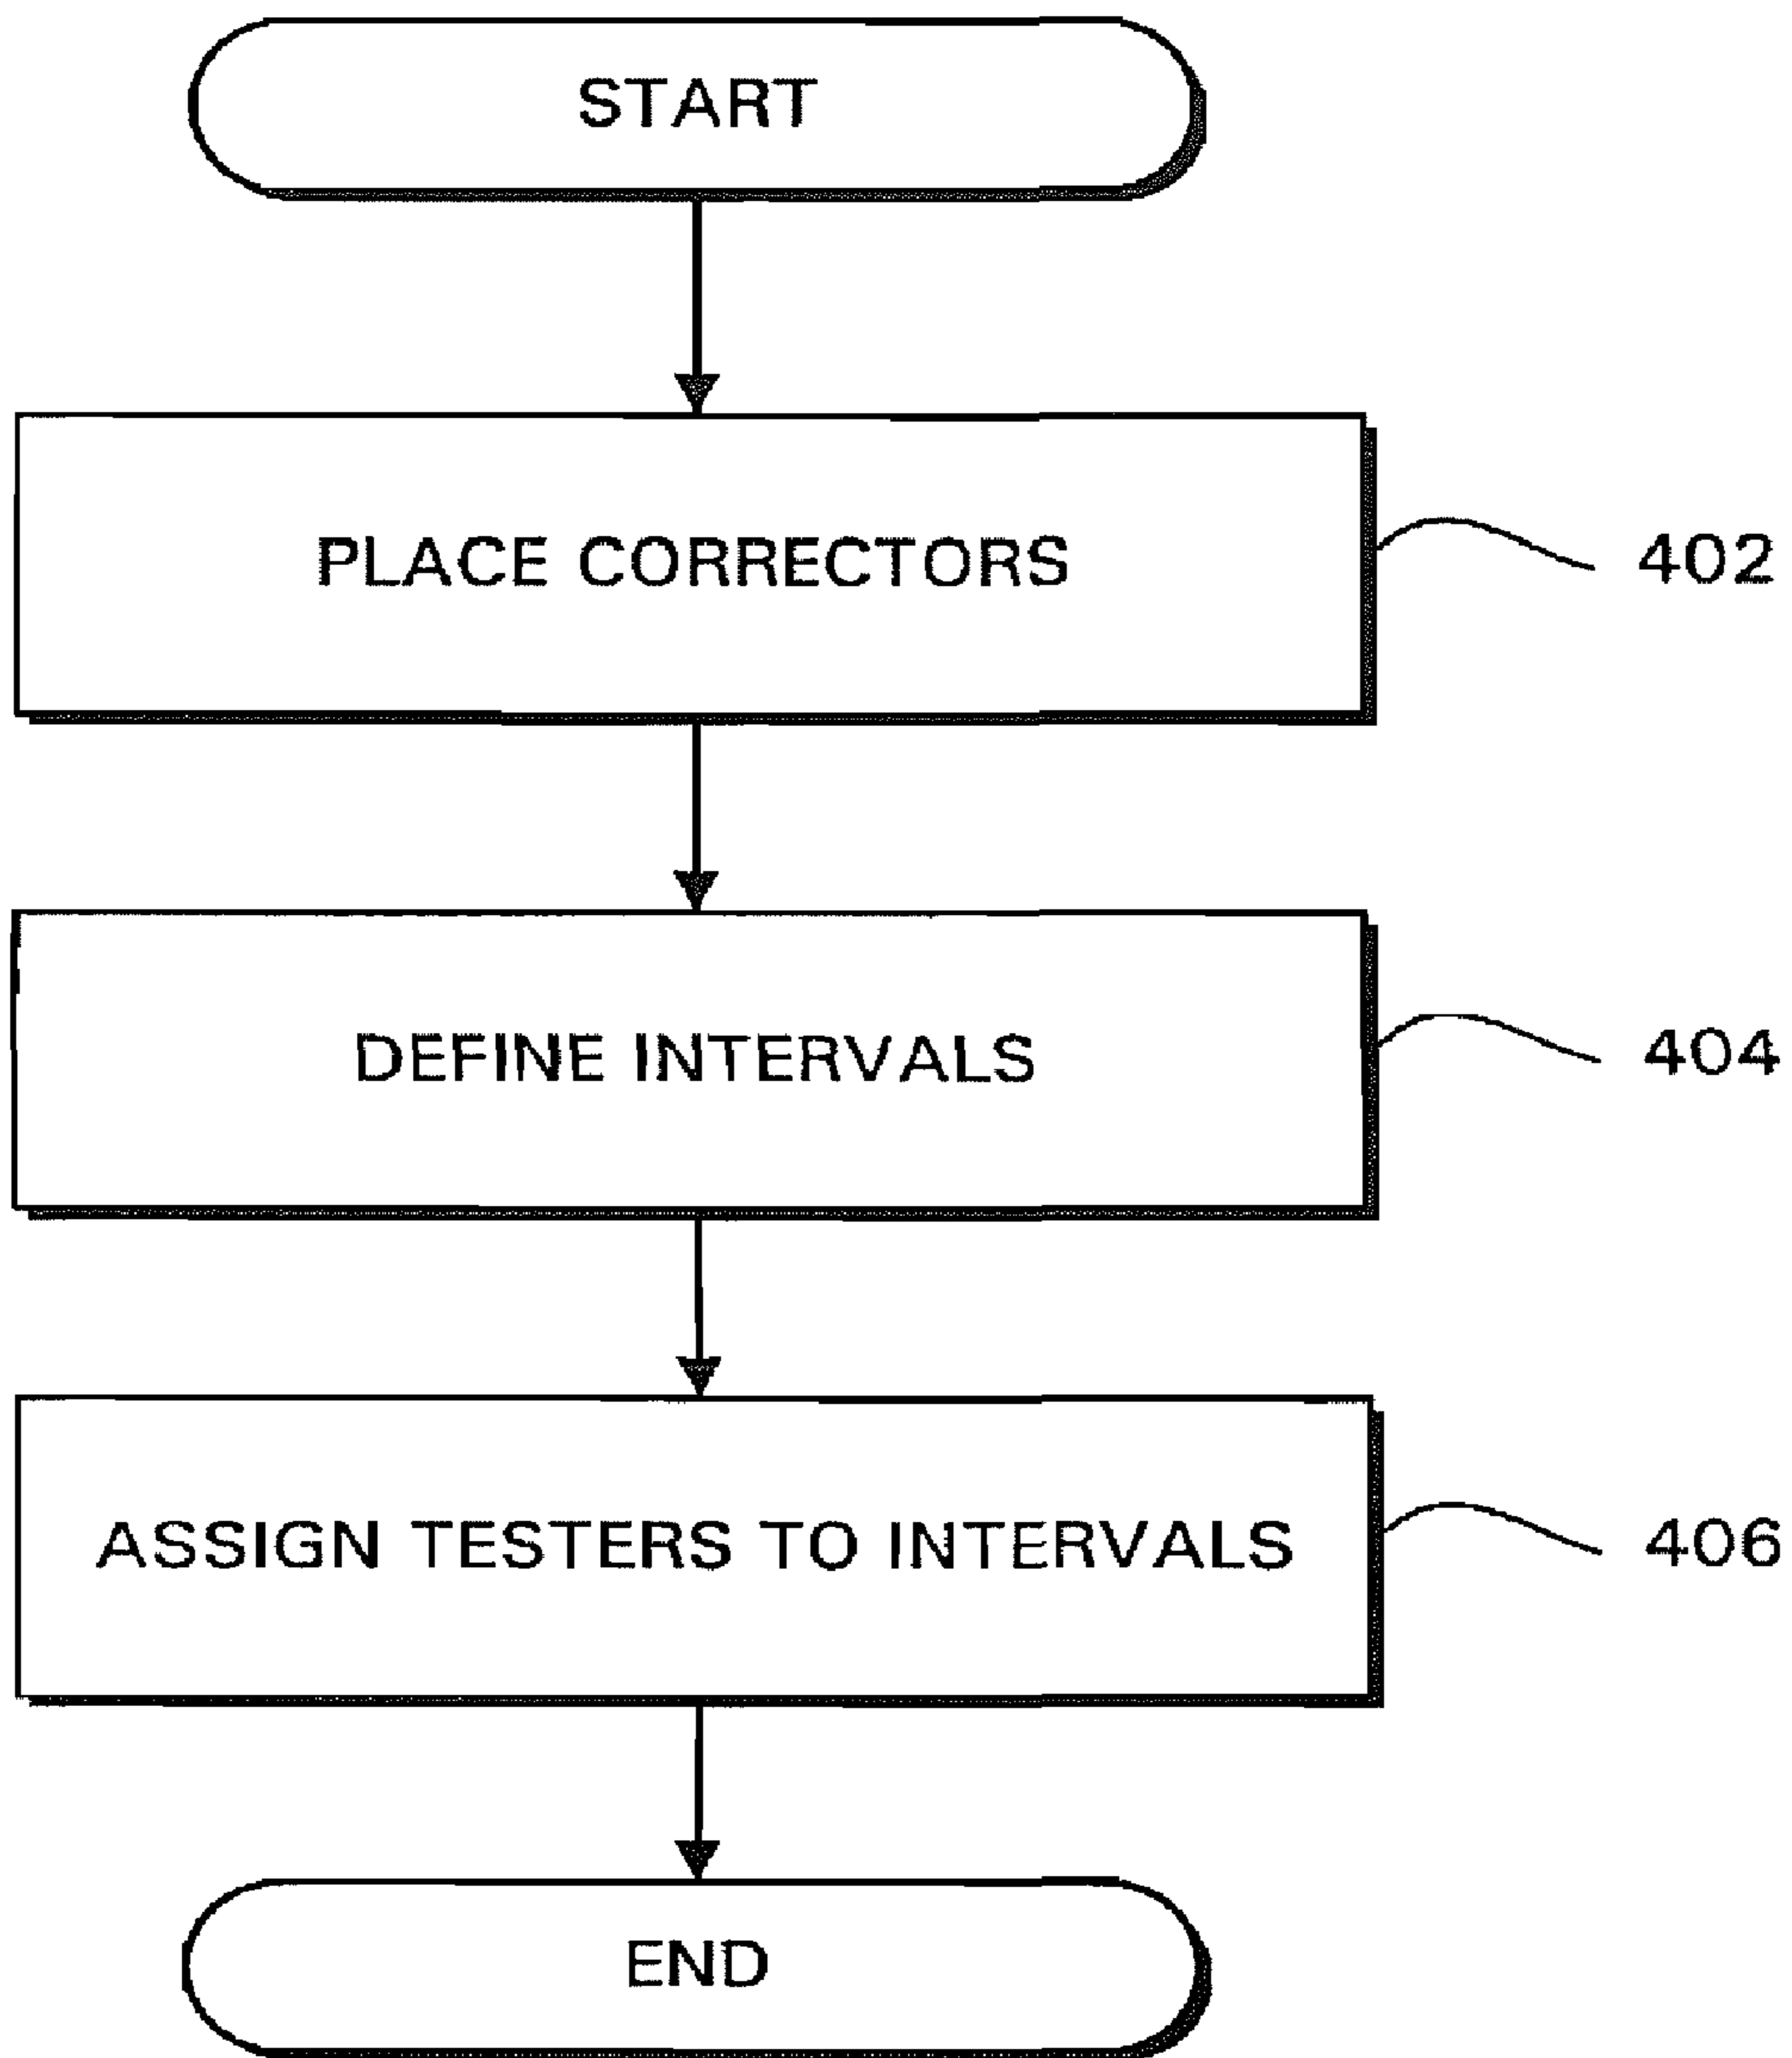 START
PLACE CORRECTORS
402
DEFINE INTERVALS
404
ASSIGN TESTERS TO INTERVALS
406
END